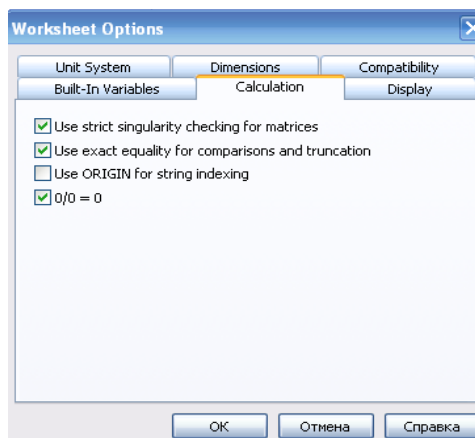 Worksheet Options
Unit System Dimensions Compatibility
Built-In Variables Calculation Display
Use strict singularity checking for matrices
Use exact equality for comparisons and truncation
Use ORIGIN for string indexing
0/0 = 0
OK Отмена Справка